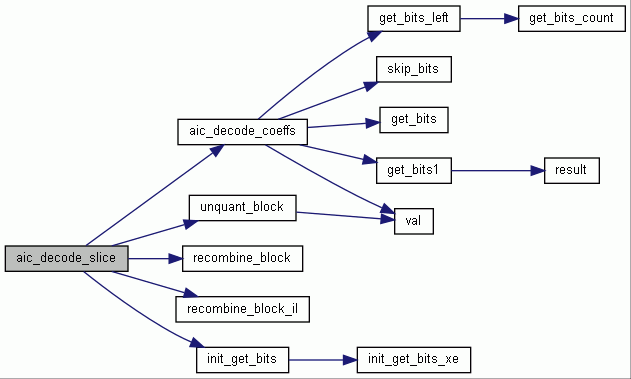 get_bits_left
get_bits_count
skip_bits
get_bits
aic_decode_coeffs
get_bits1
result
unquant_block
val
aic_decode_slice
recombine_block
recombine_block_il
init_get_bits
init_get_bits_xe